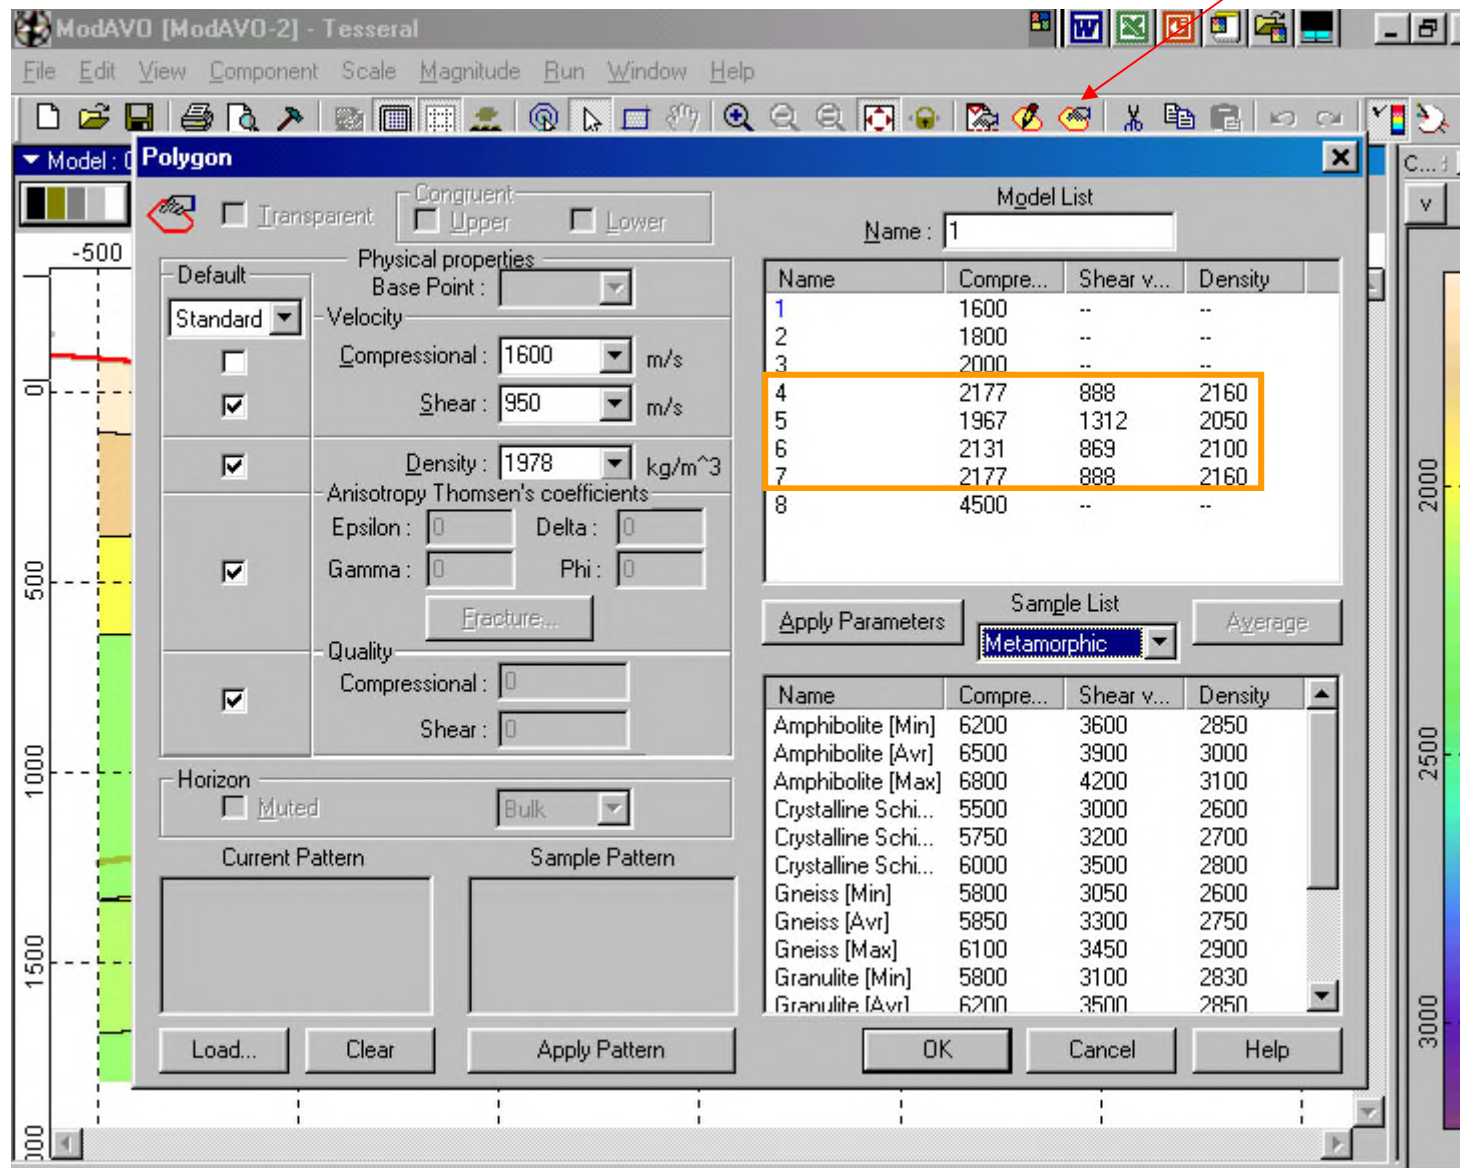 ModAVO [ModAVO-2] - Tesseral
File Edit View Component Scale Magnitude Run Window Help
Model :
Polygon
C...
v
Transparent
Congruent
Upper
Lower
Model List
Name : 1
-500
0
500
1000
1500
Default
Standard
Physical properties
Base Point :
Velocity
Compressional : 1600 m/s
Shear : 950 m/s
Density : 1978 kg/m^3
Anisotropy Thomsen's coefficients
Epsilon : 0 Delta : 0
Gamma : 0 Phi : 0
Fracture...
Quality
Compressional : 0
Shear : 0
Horizon
Muted
Bulk
Current Pattern
Sample Pattern
Load...
Clear
Apply Pattern
Name Compre... Shear v... Density
1 1600 -- --
2 1800 -- --
3 2000 -- --
4 2177 888 2160
5 1967 1312 2050
6 2131 869 2100
7 2177 888 2160
8 4500 -- --
Apply Parameters
Sample List
Metamorphic
Average
Name Compre... Shear v... Density
Amphibolite [Min] 6200 3600 2850
Amphibolite [Avr] 6500 3900 3000
Amphibolite [Max] 6800 4200 3100
Crystalline Schi... 5500 3000 2600
Crystalline Schi... 5750 3200 2700
Crystalline Schi... 6000 3500 2800
Gneiss [Min] 5800 3050 2600
Gneiss [Avr] 5850 3300 2750
Gneiss [Max] 6100 3450 2900
Granulite [Min] 5800 3100 2830
Granulite [Avr] 6200 3500 2850
OK
Cancel
Help
2000
2500
3000